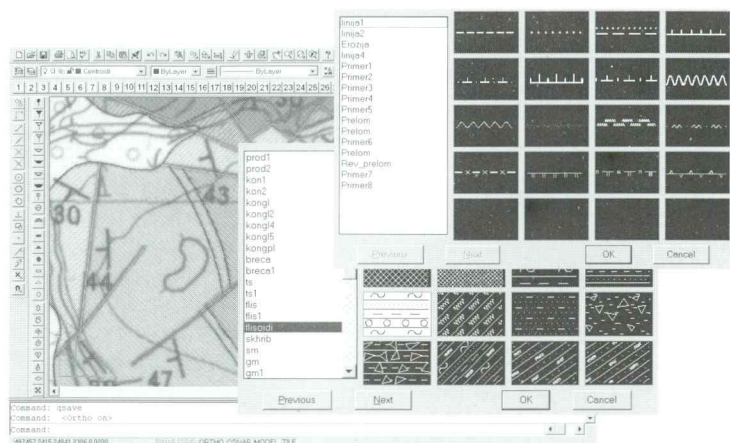 linija1
linija2
Erozija
linija4
Primer1
Primer2
Primer3
Primer4
Primer5
Prelom
Prelom
Primer6
Prelom
Rev_prelom
Primer7
Primer8
Previous Next OK Cancel
Centroidi ByLayer ByLayer
1 2 3 4 5 6 7 8 9 10 11 12 13 14 15 16 17 18 19 20 21 22 23 24 25 26
30
43
44
47
prod1
prod2
kon1
kon2
kongl
kongl2
kongl4
kongl5
kongpl
breca
breca1
ts
ts1
flis
flis1
flisoidi
skhrib
sm
gm
gm1
Previous Next OK Cancel
Command: qsave
Command: <Ortho on>
Command:
ORTHO OSNAP MODEL TILE